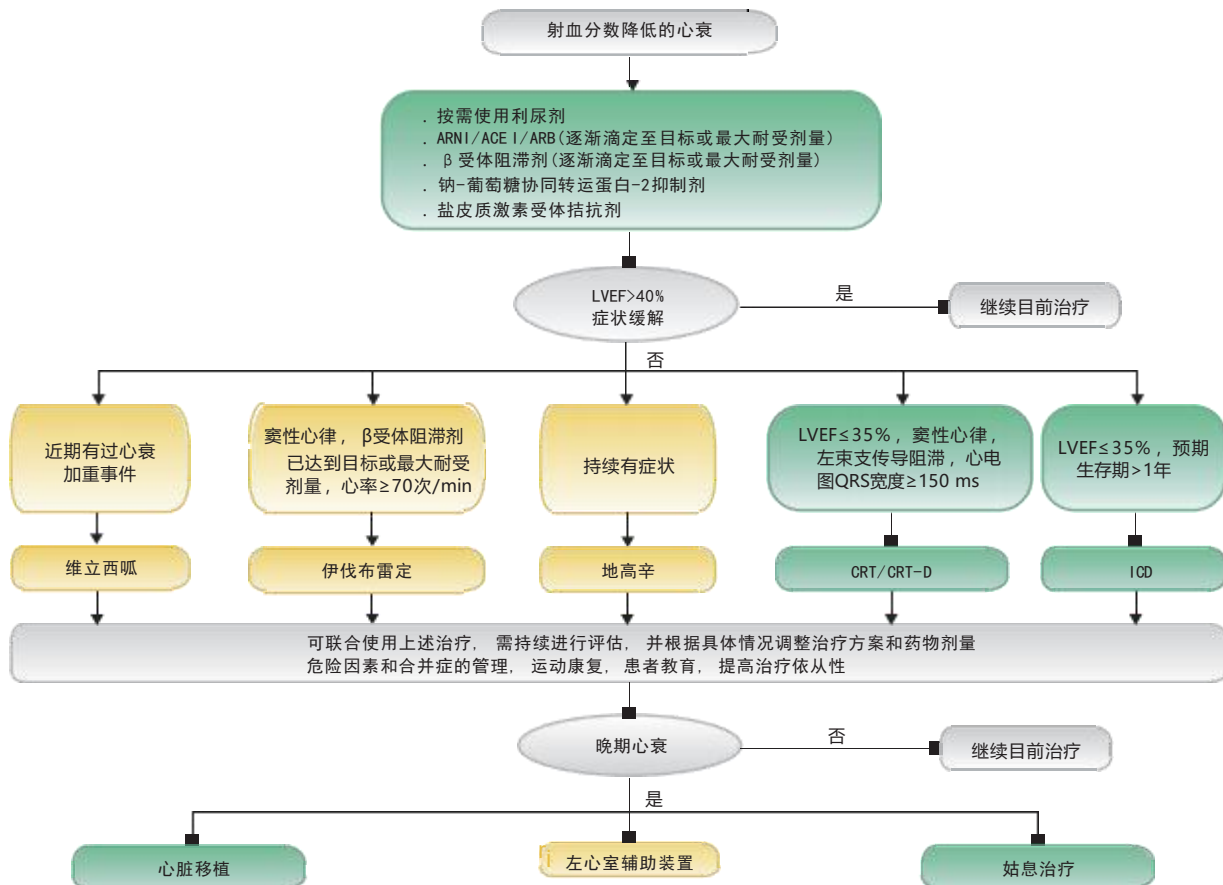 射血分数降低的心衰
. 按需使用利尿剂
. ARNI/ACEI/ARB(逐渐滴定至目标或最大耐受剂量)
. β受体阻滞剂(逐渐滴定至目标或最大耐受剂量)
. 钠-葡萄糖协同转运蛋白-2抑制剂
. 盐皮质激素受体拮抗剂
LVEF>40%
症状缓解
是
继续目前治疗
否
近期有过心衰
加重事件
窦性心律，β受体阻滞剂
已达到目标或最大耐受
剂量，心率≥70次/min
持续有症状
LVEF≤35%，窦性心律，
左束支传导阻滞，心电
图QRS宽度≥150 ms
LVEF≤35%，预期
生存期>1年
维立西呱
伊伐布雷定
地高辛
CRT/CRT-D
ICD
可联合使用上述治疗，需持续进行评估，并根据具体情况调整治疗方案和药物剂量
危险因素和合并症的管理，运动康复，患者教育，提高治疗依从性
晚期心衰
否
继续目前治疗
是
心脏移植
左心室辅助装置
姑息治疗